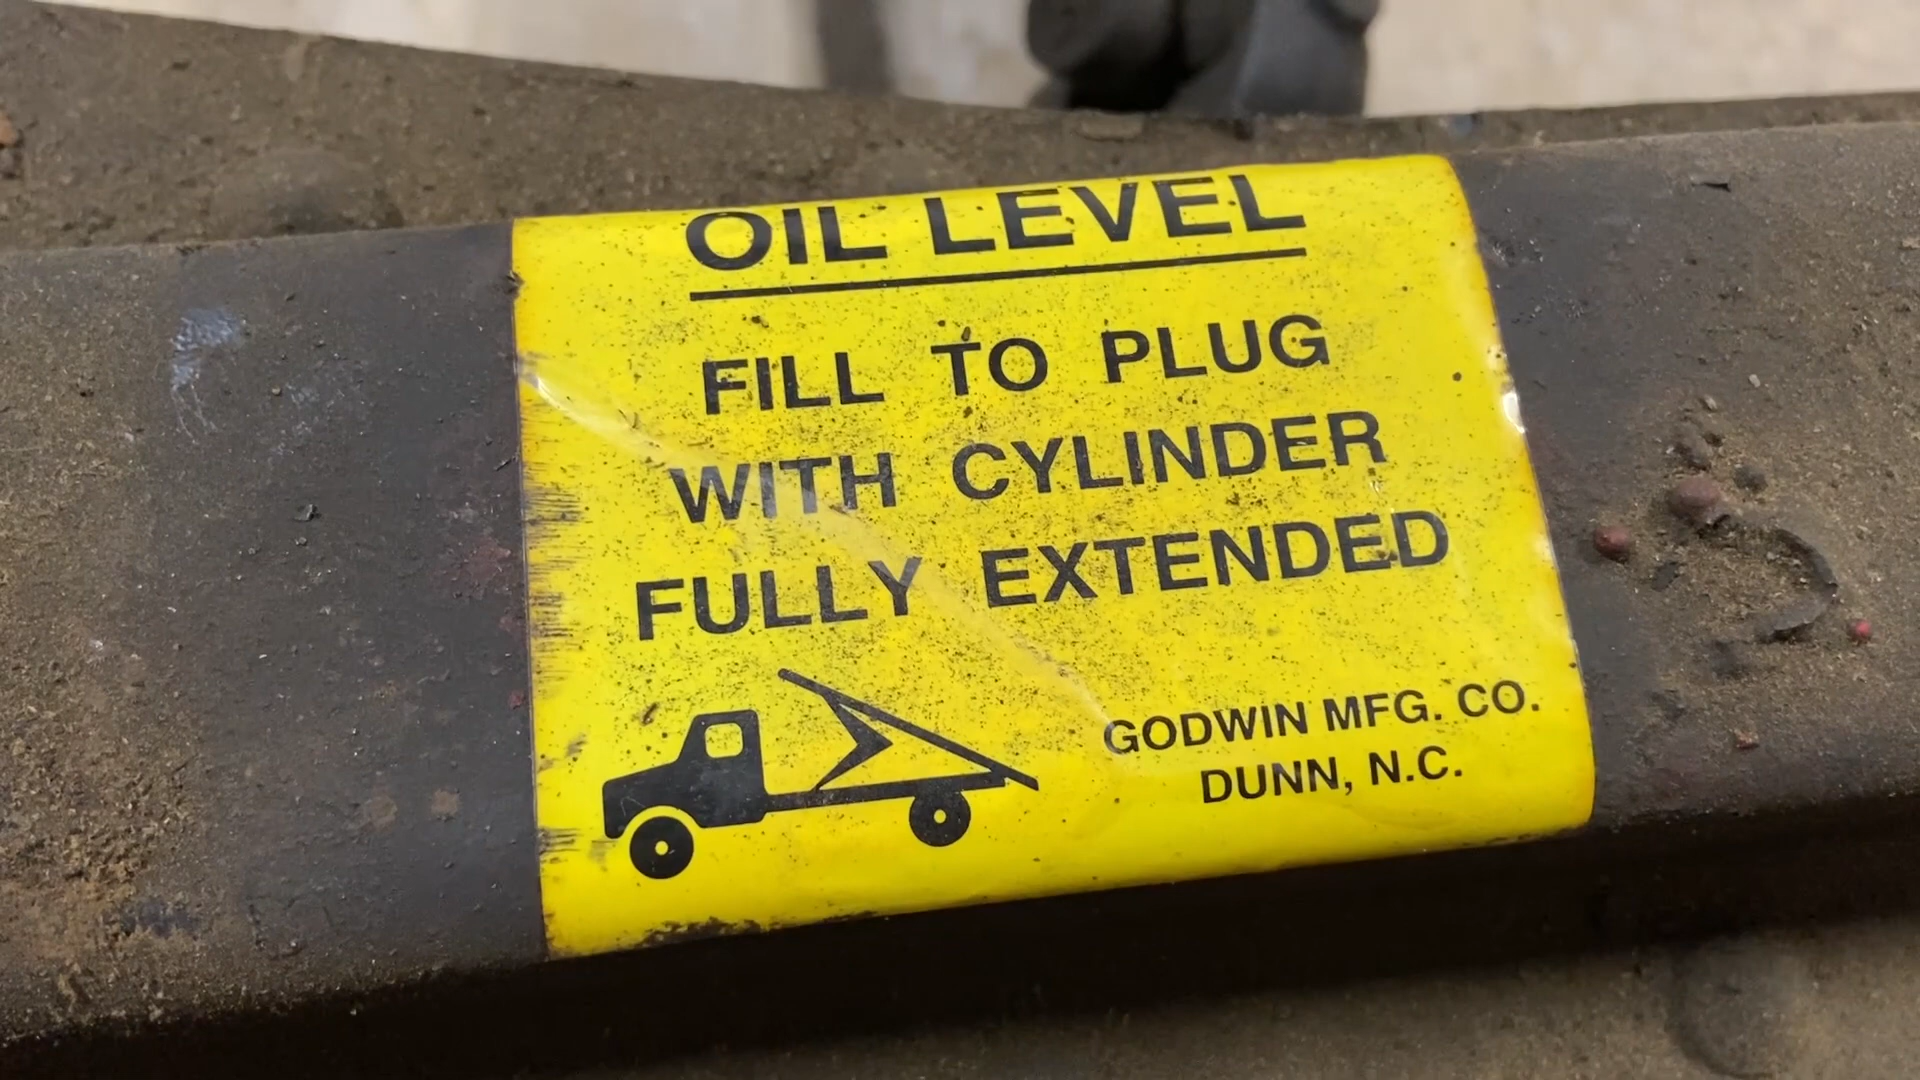 OIL LEVEL
FILL TO PLUG
WITH CYLINDER
FULLY EXTENDED
GODWIN MFG. CO.
DUNN, N.C.